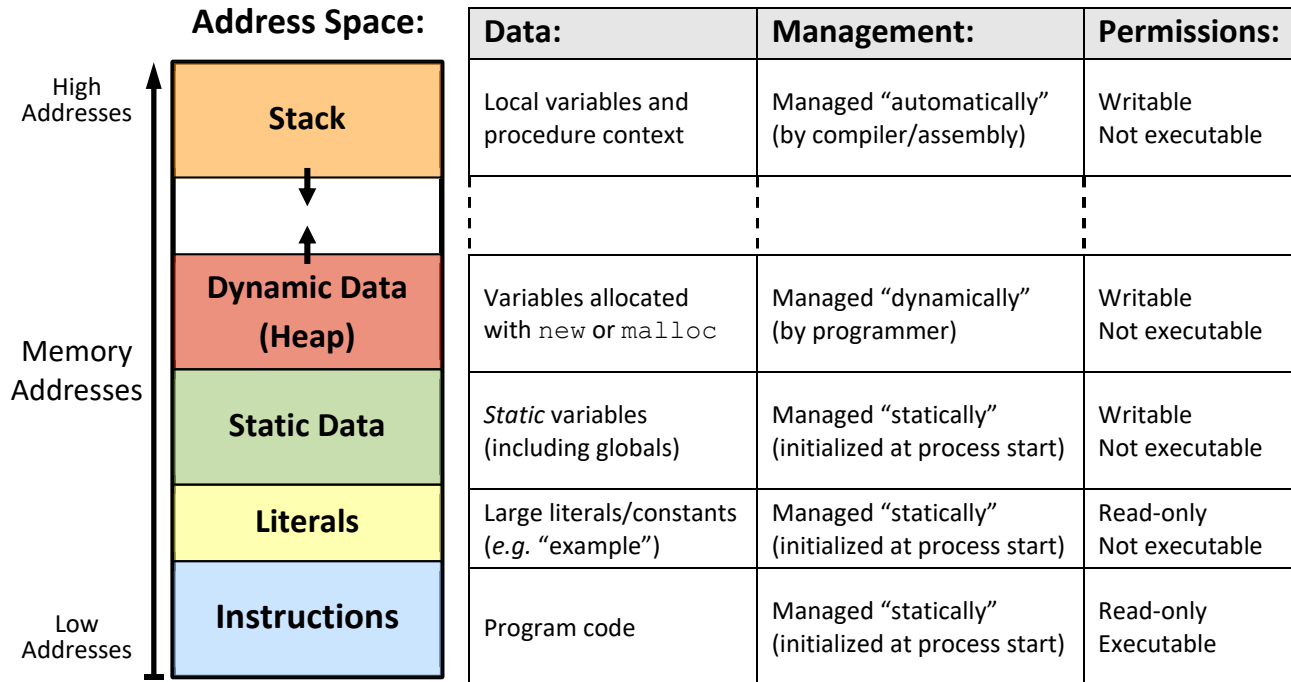 Address Space:
Data:
Management:
Permissions:
High
Addresses
Stack
Local variables and
procedure context
Managed “automatically”
(by compiler/assembly)
Writable
Not executable
Memory
Addresses
Dynamic Data
(Heap)
Variables allocated
with new or malloc
Managed “dynamically”
(by programmer)
Writable
Not executable
Static Data
Static variables
(including globals)
Managed “statically”
(initialized at process start)
Writable
Not executable
Literals
Large literals/constants
(e.g. “example”)
Managed “statically”
(initialized at process start)
Read-only
Not executable
Low
Addresses
Instructions
Program code
Managed “statically”
(initialized at process start)
Read-only
Executable